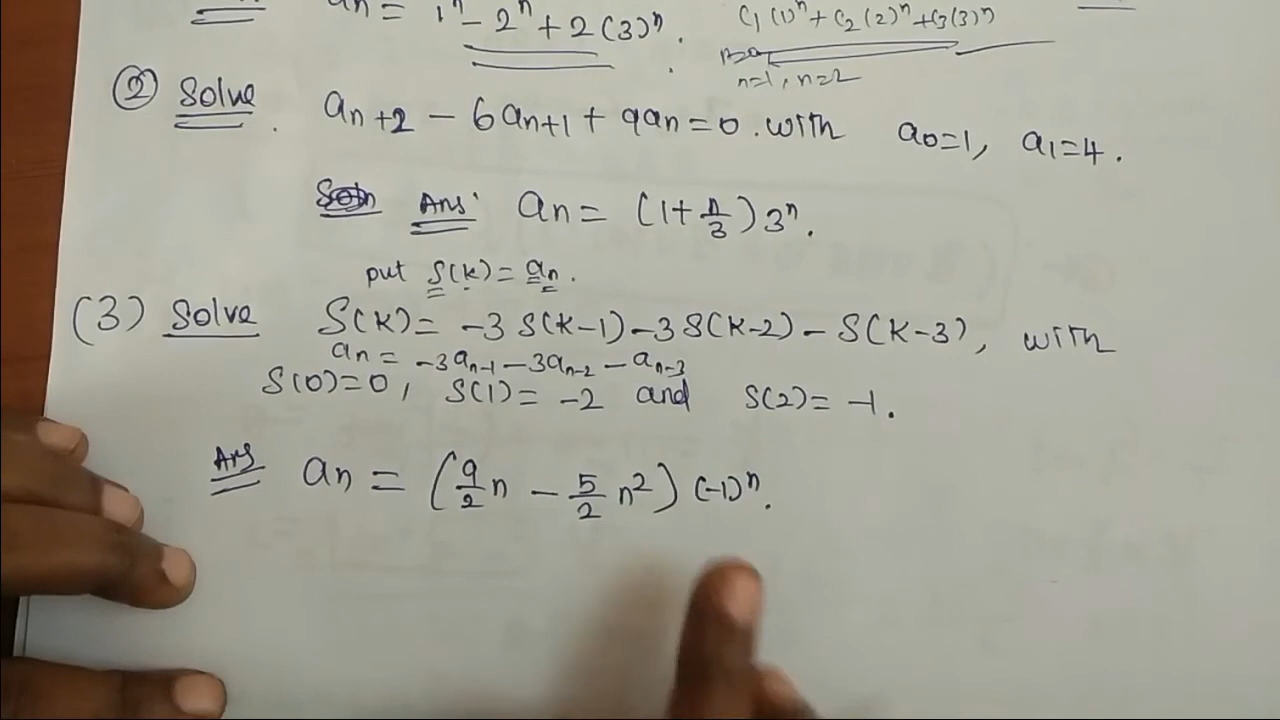 an = 1ⁿ - 2ⁿ + 2(3)ⁿ.
C₁(1)ⁿ + C₂(2)ⁿ + C₃(3)ⁿ
n=1, n=2
② Solve. an+2 - 6an+1 + 9an = 0. with a0=1, a1=4.
Ans: an = (1 + n/3) 3ⁿ.
put S(k) = an.
(3) Solve S(k) = -3 S(k-1) - 3 S(k-2) - S(k-3), with
an = -3an-1 - 3an-2 - an-3
S(0)=0, S(1) = -2 and S(2) = -1.
Ans an = (9/2 n - 5/2 n²) (-1)ⁿ.